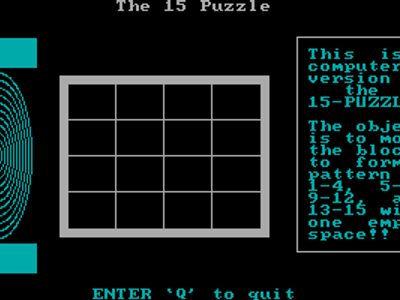 The 15 Puzzle
This is
computer
version
the
15-PUZZL
The obje
is to mo
the bloc
to form
pattern
1-4, 5-
9-12, a
13-15 wi
one emp
space!!
ENTER 'Q' to quit